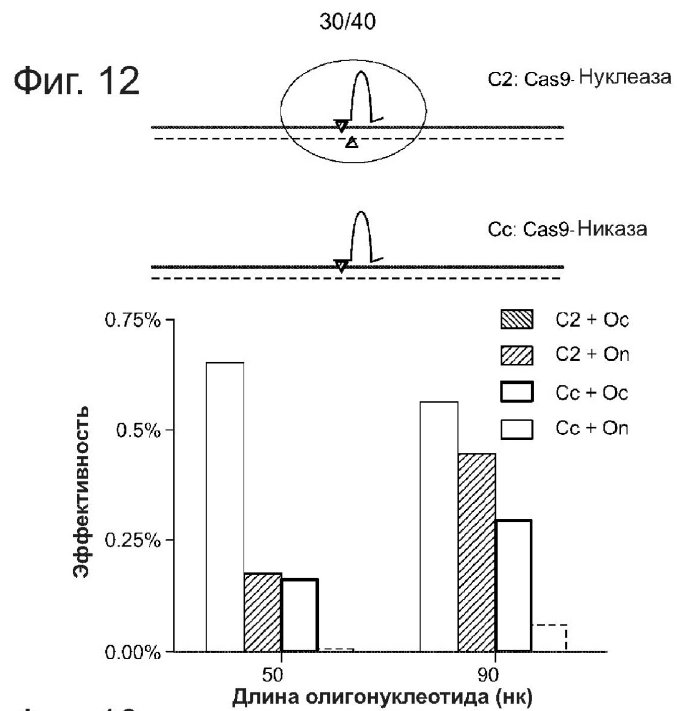 30/40
Фиг. 12
C2: Cas9-Нуклеаза
Cc: Cas9-Никаза
0.75%
0.5%
0.25%
0.00%
Эффективность
C2 + Oc
C2 + On
Cc + Oc
Cc + On
50
90
Длина олигонуклеотида (нк)